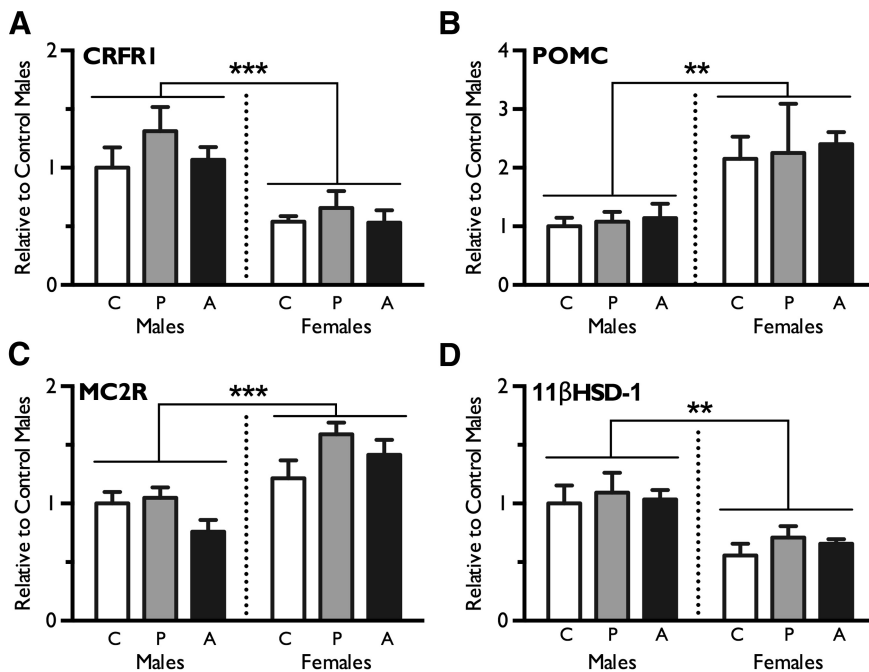 A
CRFR1
***
Relative to Control Males
2
1
0
C P A C P A
Males Females
B
POMC
**
Relative to Control Males
4
3
2
1
0
C P A C P A
Males Females
C
MC2R
***
Relative to Control Males
2
1
0
C P A C P A
Males Females
D
11βHSD-1
**
Relative to Control Males
2
1
0
C P A C P A
Males Females